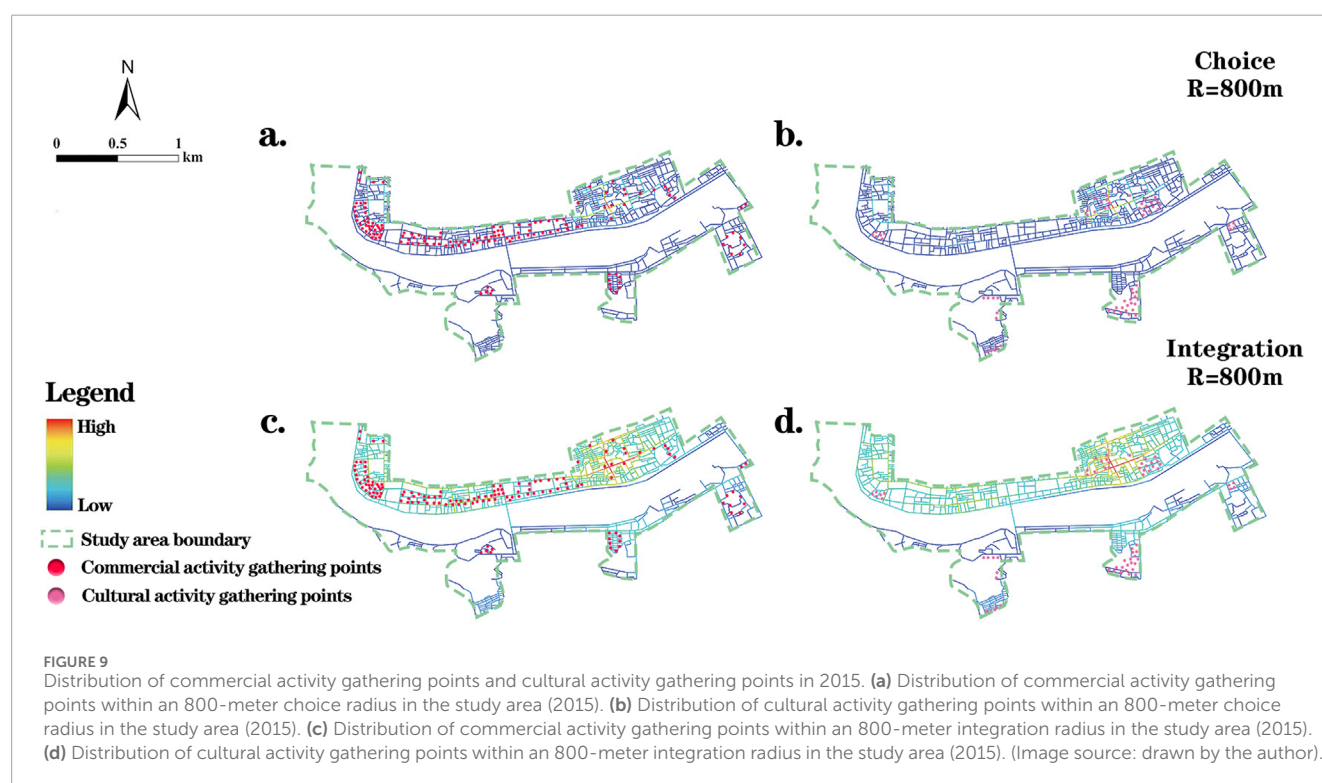 Choice
R=800m
N
0 0.5 1
km
a.
b.
Integration
R=800m
Legend
High
Low
c.
d.
Study area boundary
Commercial activity gathering points
Cultural activity gathering points
FIGURE 9
Distribution of commercial activity gathering points and cultural activity gathering points in 2015. (a) Distribution of commercial activity gathering
points within an 800-meter choice radius in the study area (2015). (b) Distribution of cultural activity gathering points within an 800-meter choice
radius in the study area (2015). (c) Distribution of commercial activity gathering points within an 800-meter integration radius in the study area (2015).
(d) Distribution of cultural activity gathering points within an 800-meter integration radius in the study area (2015). (Image source: drawn by the author).